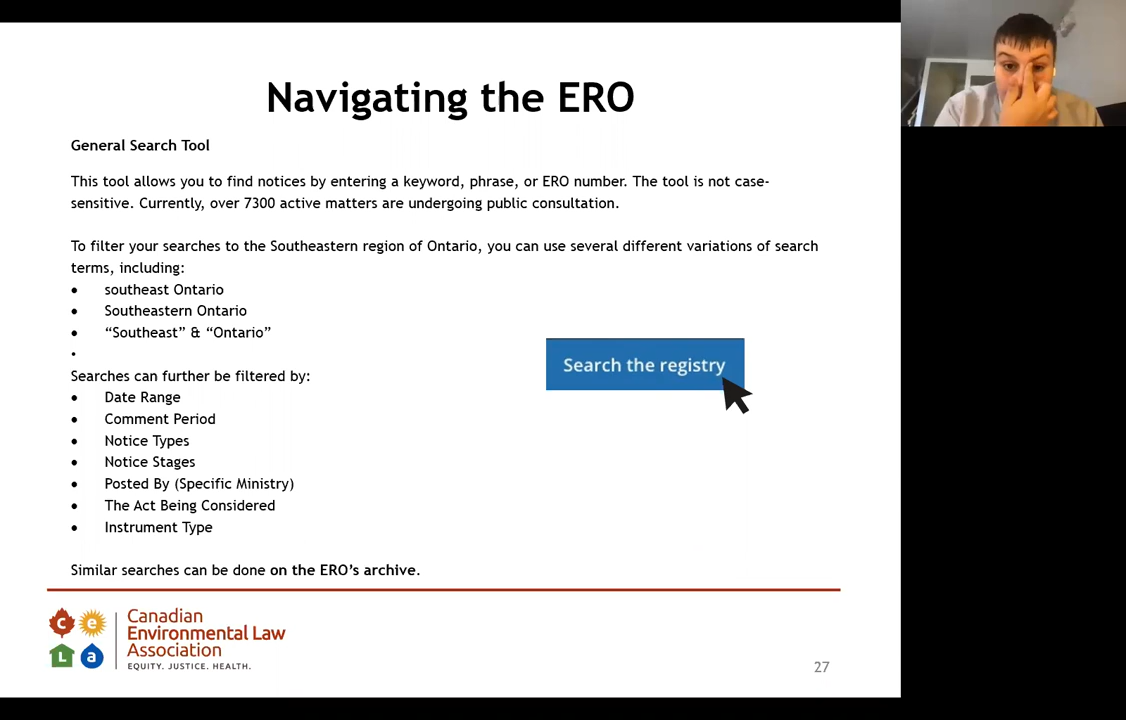 Navigating the ERO
General Search Tool
This tool allows you to find notices by entering a keyword, phrase, or ERO number. The tool is not case-
sensitive. Currently, over 7300 active matters are undergoing public consultation.
To filter your searches to the Southeastern region of Ontario, you can use several different variations of search
terms, including:
• southeast Ontario
• Southeastern Ontario
• “Southeast” & “Ontario”
•
Search the registry
Searches can further be filtered by:
• Date Range
• Comment Period
• Notice Types
• Notice Stages
• Posted By (Specific Ministry)
• The Act Being Considered
• Instrument Type
Similar searches can be done on the ERO’s archive.
c e L a
Canadian
Environmental Law
Association
EQUITY. JUSTICE. HEALTH.
27